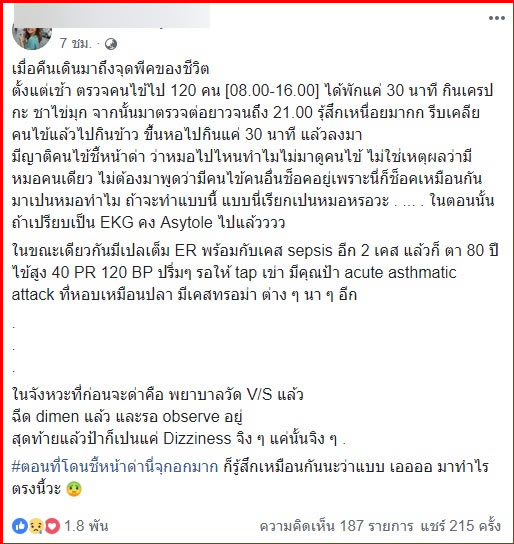 7 ชม. ·
เมื่อคืนเดินมาถึงจุดพีคของชีวิต
ตั้งแต่เช้า ตรวจคนไข้ไป 120 คน [08.00-16.00] ได้พักแค่ 30 นาที กินเครป
กะ ชาไข่มุก จากนั้นมาตรวจต่อยาวจนถึง 21.00 รู้สึกเหนื่อยมากก รีบเคลีย
คนไข้แล้วไปกินข้าว ขึ้นหอไปกินแค่ 30 นาที แล้วลงมา
มีญาติคนไข้ชี้หน้าด่า ว่าหมอไปไหนทำไมไม่มาดูคนไข้ ไม่ใช่เหตุผลว่ามี
หมอคนเดียว ไม่ต้องมาพูดว่ามีคนไข้คนอื่นช็อคอยู่เพราะนี่ก็ช็อคเหมือนกัน
มาเปนหมอทำไม ถ้าจะทำแบบนี้ แบบนี่เรียกเปนหมอหรอวะ . ... . ในตอนนั้น
ถ้าเปรียบเป็น EKG คง Asytole ไปแล้วววว
ในขณะเดียวกันมีเปลเต็ม ER พร้อมกับเคส sepsis อีก 2 เคส แล้วก็ ตา 80 ปี
ไข้สูง 40 PR 120 BP ปริ่มๆ รอให้ tap เข่า มีคุณป้า acute asthmatic
attack ที่หอบเหมือนปลา มีเคสทรอม่า ต่าง ๆ นา ๆ อีก
.
.
.
ในจังหวะที่ก่อนจะด่าคือ พยาบาลวัด V/S แล้ว
ฉีด dimen แล้ว และรอ observe อยู่
สุดท้ายแล้วป้าก็เปนแค่ Dizziness จิง ๆ แค่นั้นจิง ๆ .
#ตอนที่โดนชี้หน้าด่านี่จุกอกมาก ก็รู้สึกเหมือนกันนะว่าแบบ เออออ มาทำไร
ตรงนี้วะ
1.8 พัน
ความคิดเห็น 187 รายการ แชร์ 215 ครั้ง